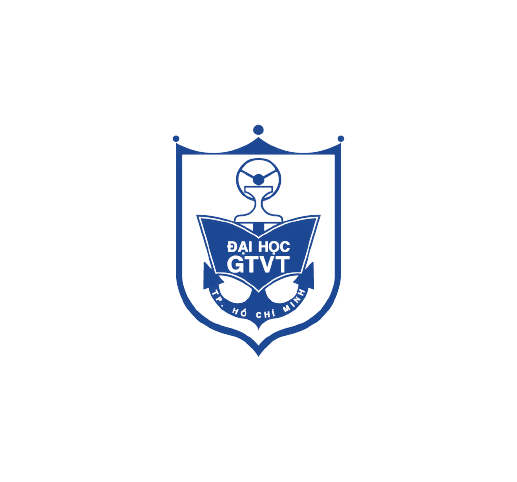 ĐẠI HỌC
GTVT
TP. HỒ CHÍ MINH